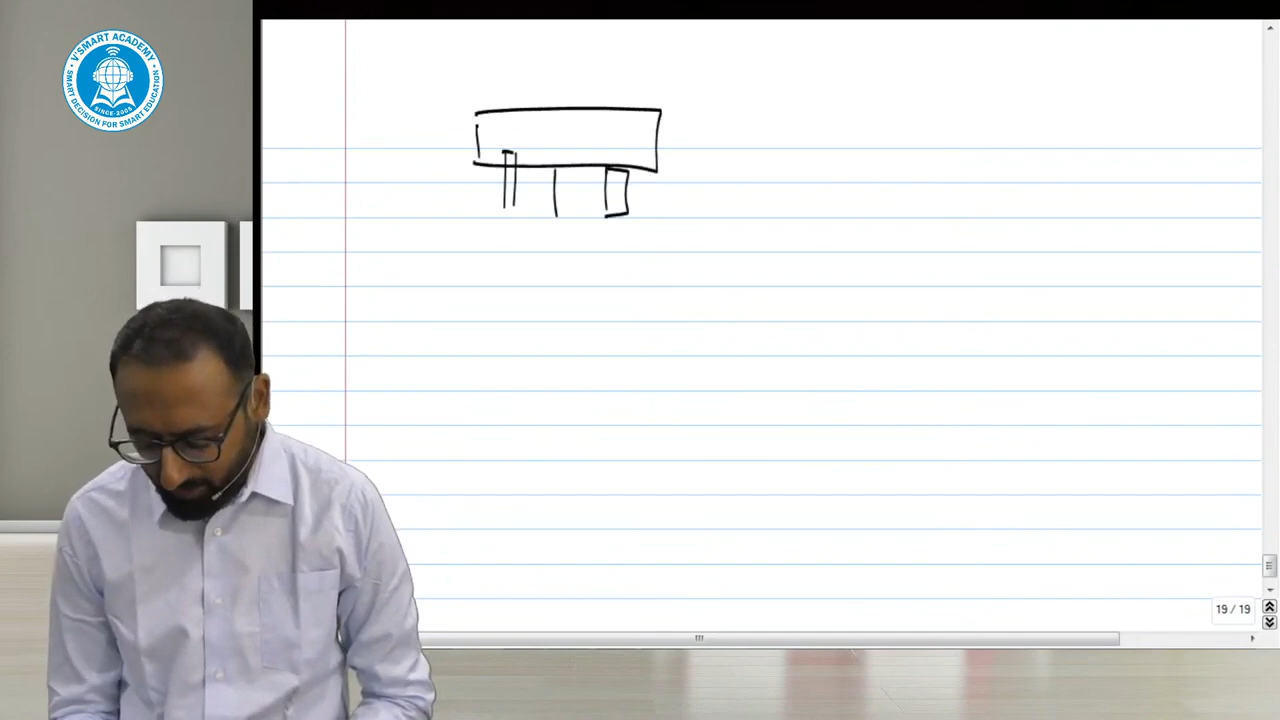 V'SMART ACADEMY
SINCE-2005
SMART DECISION FOR SMART EDUCATION
19 / 19